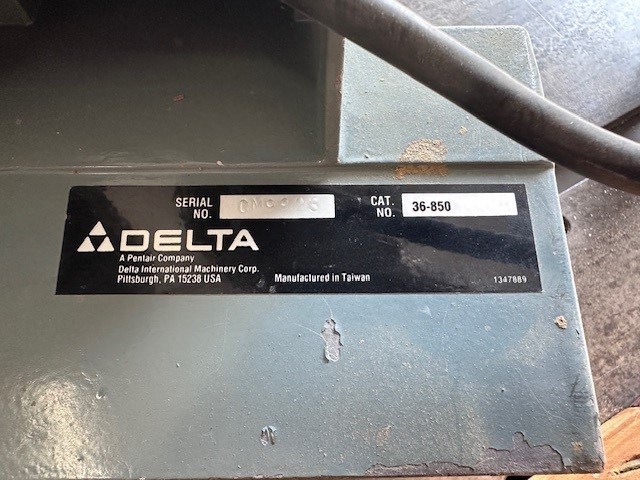 SERIAL NO.
CAT. NO. 36-850
DELTA
A Pentair Company
Delta International Machinery Corp.
Pittsburgh, PA 15238 USA
Manufactured in Taiwan
1347889